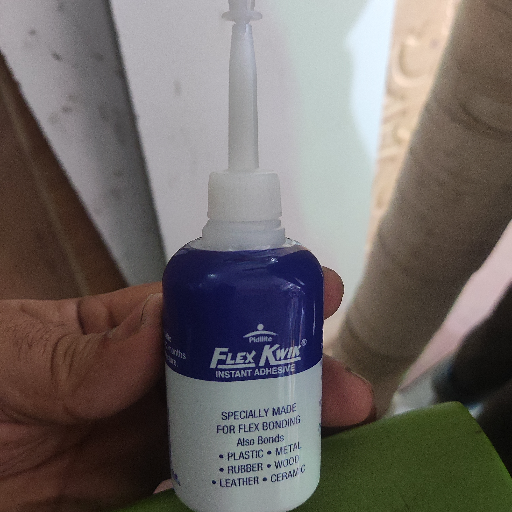 Pidilite
FLEX KWIK®
INSTANT ADHESIVE
SPECIALLY MADE
FOR FLEX BONDING
Also Bonds
• PLASTIC • METAL
• RUBBER • WOOD
• LEATHER • CERAMIC